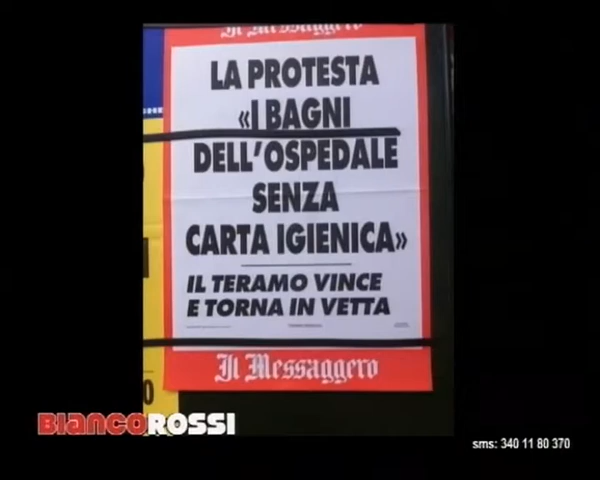 Il Messaggero
LA PROTESTA
«I BAGNI
DELL'OSPEDALE
SENZA
CARTA IGIENICA»
IL TERAMO VINCE
E TORNA IN VETTA
Il Messaggero
BIANCOROSSI
sms: 340 11 80 370